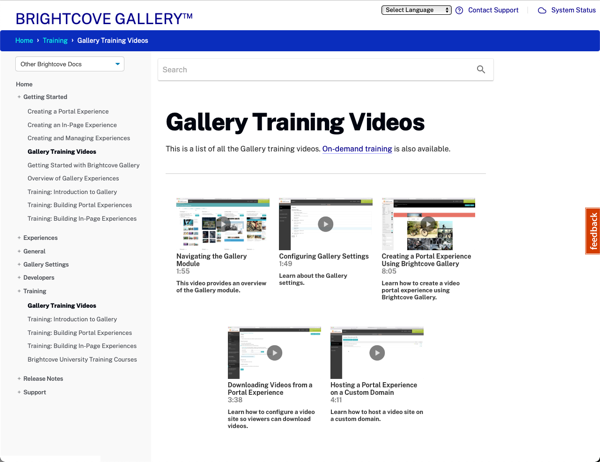 BRIGHTCOVE GALLERY™
Select Language
Contact Support
System Status
Home › Training › Gallery Training Videos
Other Brightcove Docs
Home
+ Getting Started
Creating a Portal Experience
Creating an In-Page Experience
Creating and Managing Experiences
Gallery Training Videos
Getting Started with Brightcove Gallery
Overview of Gallery Experiences
Training: Introduction to Gallery
Training: Building Portal Experiences
Training: Building In-Page Experiences
+ Experiences
+ General
+ Gallery Settings
+ Developers
+ Training
Gallery Training Videos
Training: Introduction to Gallery
Training: Building Portal Experiences
Training: Building In-Page Experiences
Brightcove University Training Courses
+ Release Notes
+ Support
Search
Gallery Training Videos
This is a list of all the Gallery training videos. On-demand training is also available.
Navigating the Gallery
Module
1:55
This video provides an overview
of the Gallery module.
Configuring Gallery Settings
1:49
Learn about the Gallery
settings.
Creating a Portal Experience
Using Brightcove Gallery
8:05
Learn how to create a video
portal experience using
Brightcove Gallery.
Downloading Videos from a
Portal Experience
3:38
Learn how to configure a video
site so viewers can download
videos.
Hosting a Portal Experience
on a Custom Domain
4:11
Learn how to host a video site on
a custom domain.
feedback